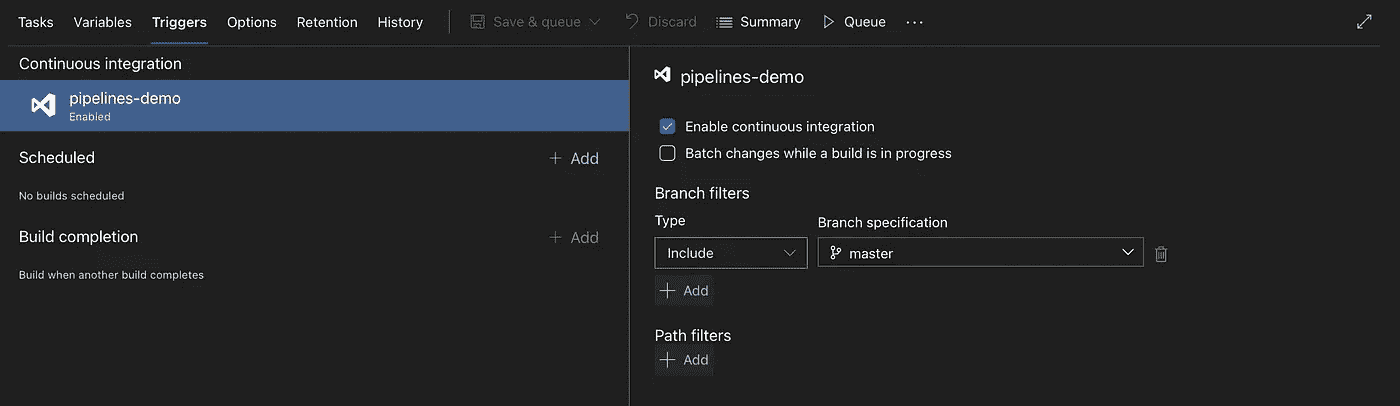 Tasks Variables Triggers Options Retention History Save & queue Discard Summary Queue ...
Continuous integration
pipelines-demo
Enabled
Scheduled + Add
No builds scheduled
Build completion + Add
Build when another build completes
pipelines-demo
Enable continuous integration
Batch changes while a build is in progress
Branch filters
Type Branch specification
Include master
+ Add
Path filters
+ Add